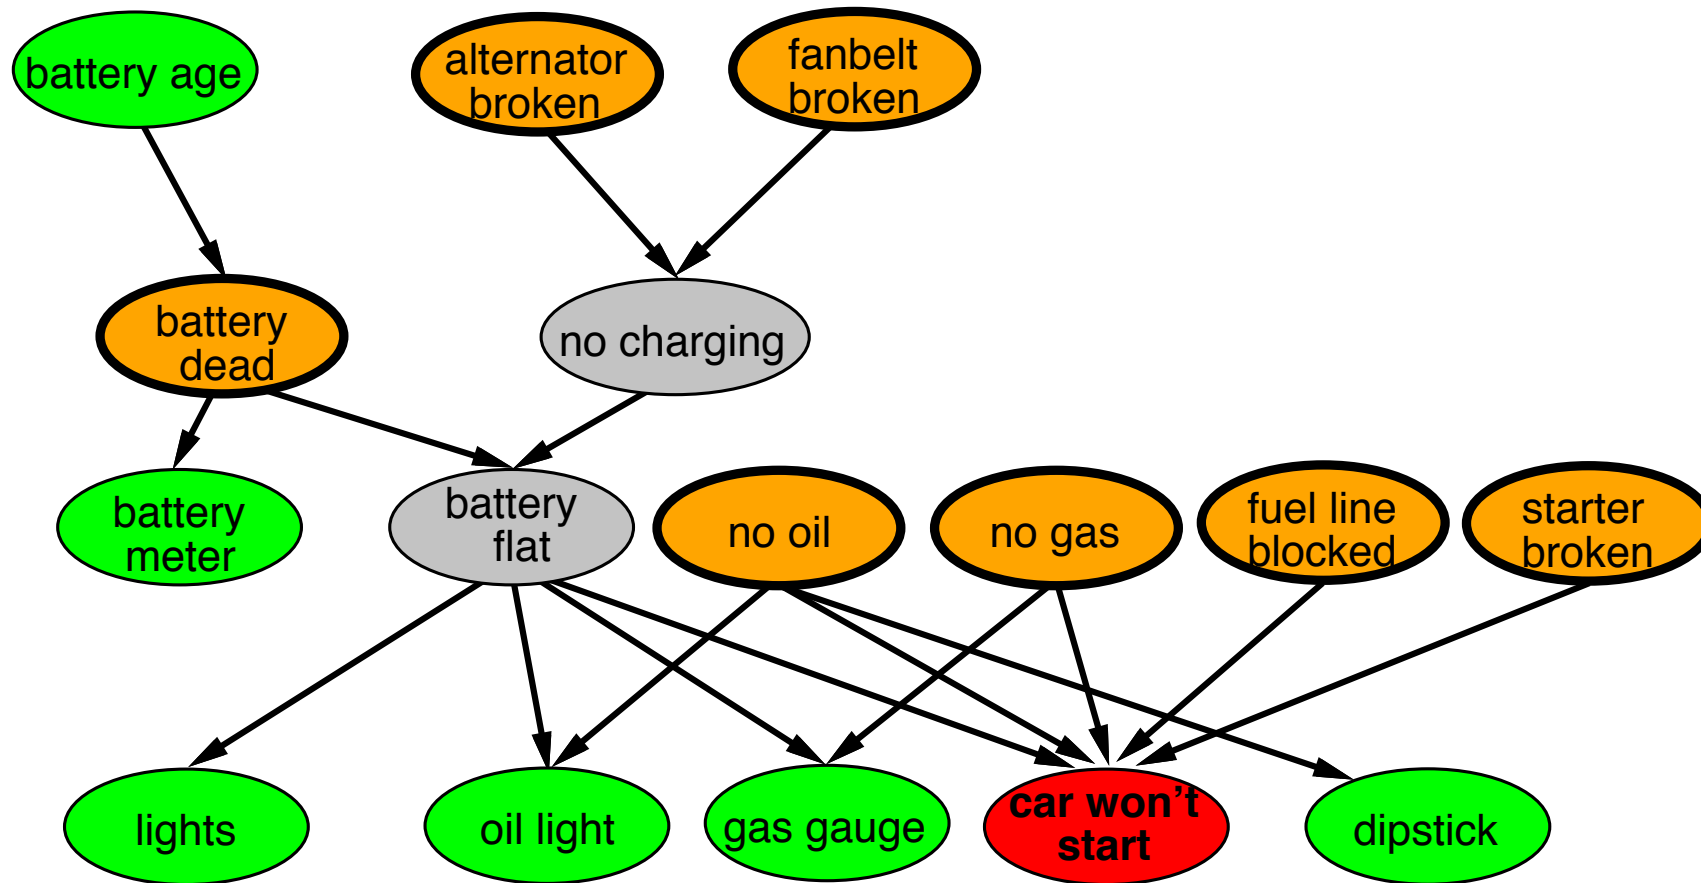 battery age
alternator
broken
fanbelt
broken
battery
dead
no charging
battery
meter
battery
flat
no oil
no gas
fuel line
blocked
starter
broken
lights
oil light
gas gauge
car won't
start
dipstick